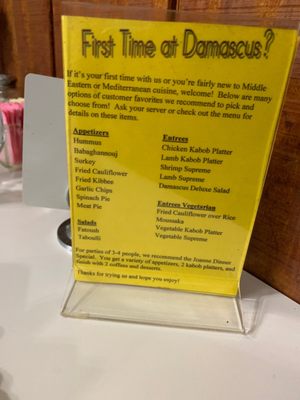 First Time at Damascus?
If it's your first time with us or you're fairly new to Middle
Eastern or Mediterranean cuisine, welcome! Below are many
options of customer favorites we recommend to pick and
choose from! Ask your server or check out the menu for
details on these items.
Appetizers
Hummus
Babaghannouj
Surkey
Fried Cauliflower
Fried Kibbee
Garlic Chips
Spinach Pie
Meat Pie
Salads
Fatoush
Taboulli
Entrees
Chicken Kabob Platter
Lamb Kabob Platter
Shrimp Supreme
Lamb Supreme
Damascus Deluxe Salad
Entrees Vegetarian
Fried Cauliflower over Rice
Moussaka
Vegetable Kabob Platter
Vegetable Supreme
For parties of 3-4 people, we recommend the Joanne Dinner
Special. You get a variety of appetizers, 2 kabob platters, and
finish with 2 coffees and desserts.
Thanks for trying us and hope you enjoy!